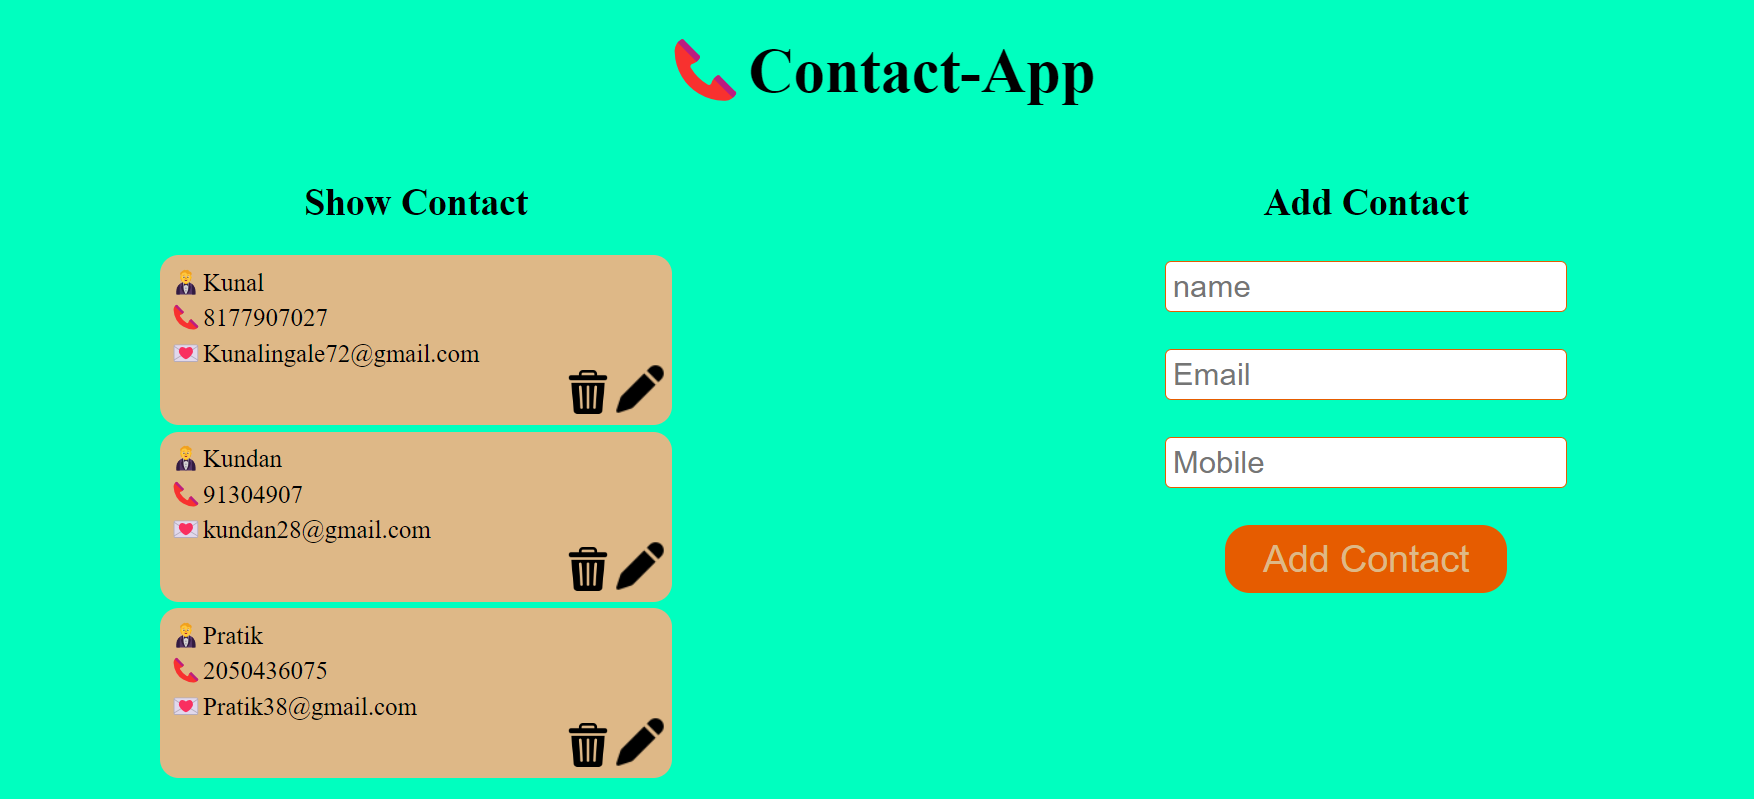 Contact-App
Show Contact
Kunal
8177907027
Kunalingale72@gmail.com
Kundan
91304907
kundan28@gmail.com
Pratik
2050436075
Pratik38@gmail.com
Add Contact
name
Email
Mobile
Add Contact